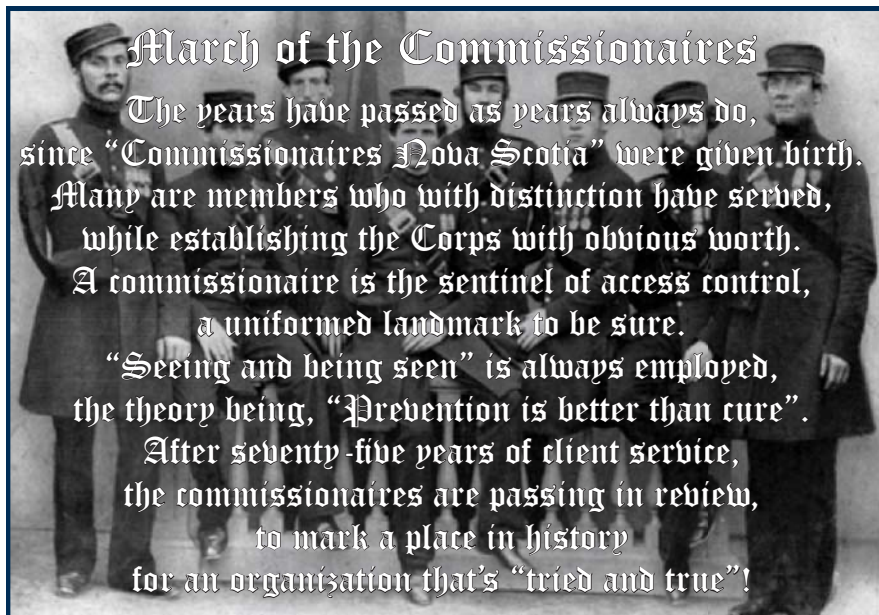 March of the Commissionaires
The years have passed as years always do,
since “Commissionaires Nova Scotia” were given birth.
Many are members who with distinction have served,
while establishing the Corps with obvious worth.
A commissionaire is the sentinel of access control,
a uniformed landmark to be sure.
“Seeing and being seen” is always employed,
the theory being, “Prevention is better than cure”.
After seventy-five years of client service,
the commissionaires are passing in review,
to mark a place in history
for an organization that’s “tried and true”!